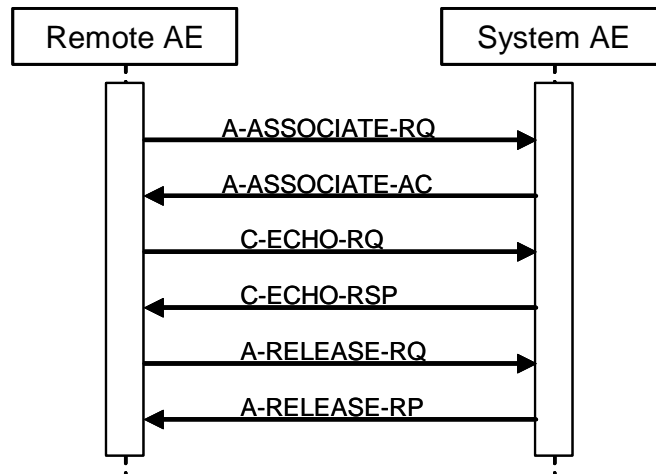 Remote AE
System AE
A-ASSOCIATE-RQ
A-ASSOCIATE-AC
C-ECHO-RQ
C-ECHO-RSP
A-RELEASE-RQ
A-RELEASE-RP